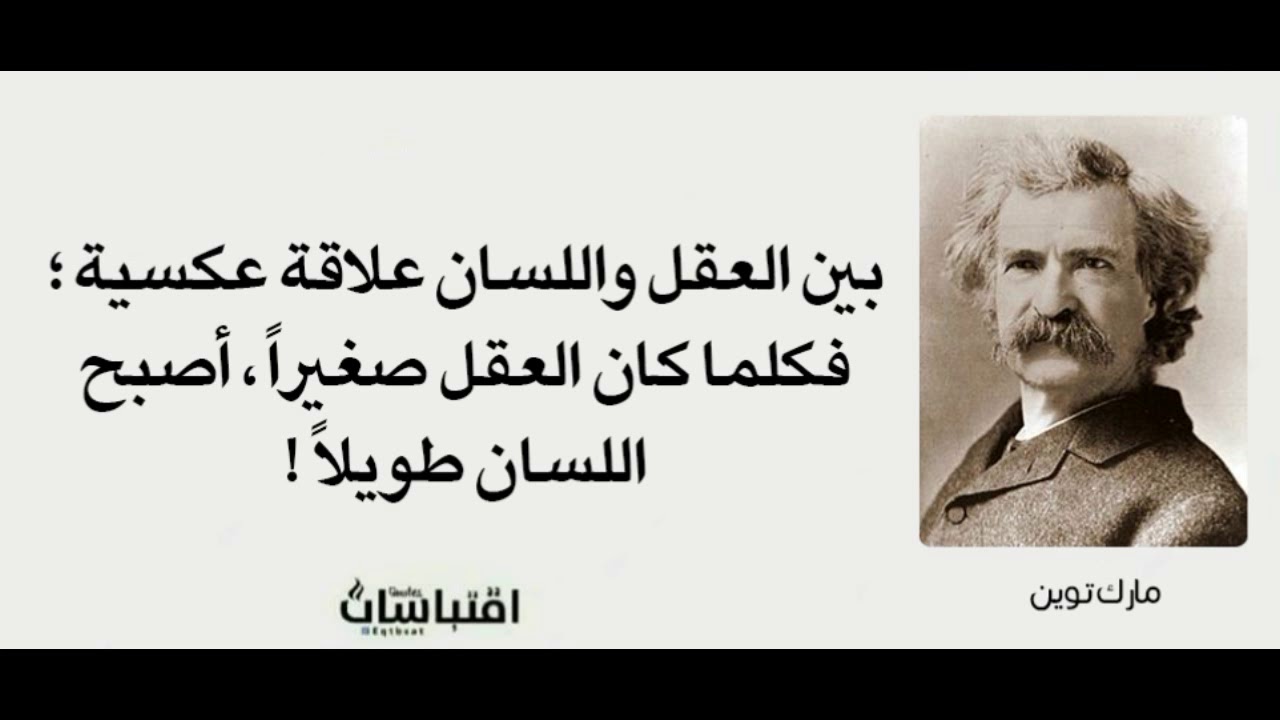 بين العقل واللسان علاقة عكسية ؛
فكلما كان العقل صغيراً ، أصبح
اللسان طويلاً !
مارك توين
Quotes
اقتباسات
Eqtbsat